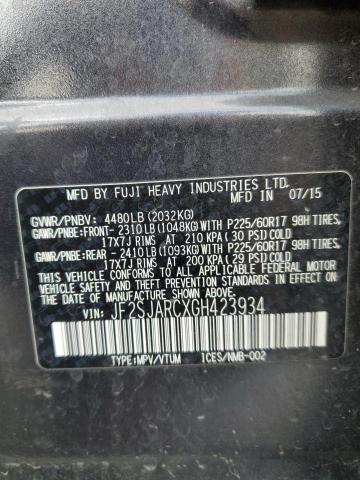 MFD BY FUJI HEAVY INDUSTRIES LTD. IN 07/15
GVWR/PNBV: 4480LB (2032KG)
GAWR/PNBE:FRONT- 2310LB (1048KG)WITH P225/60R17 98H TIRES,
17X7J RIMS AT 210 KPA (30 PSI)COLD
GAWR/PNBE:REAR- 2410LB (1093KG)WITH P225/60R17 98H TIRES,
17X7J RIMS AT 200 KPA (29 PSI)COLD
THIS VEHICLE CONFORMS TO ALL APPLICABLE FEDERAL MOTOR
VEHICLE SAFETY, BUMPER, AND THEFT PREVENTION STANDARDS
IN EFFECT ON THE DATE OF MANUFACTURE SHOWN ABOVE.
* JF2SJARCXGH423934 *
TYPE:MPV/VTUM ICES/NMB-002